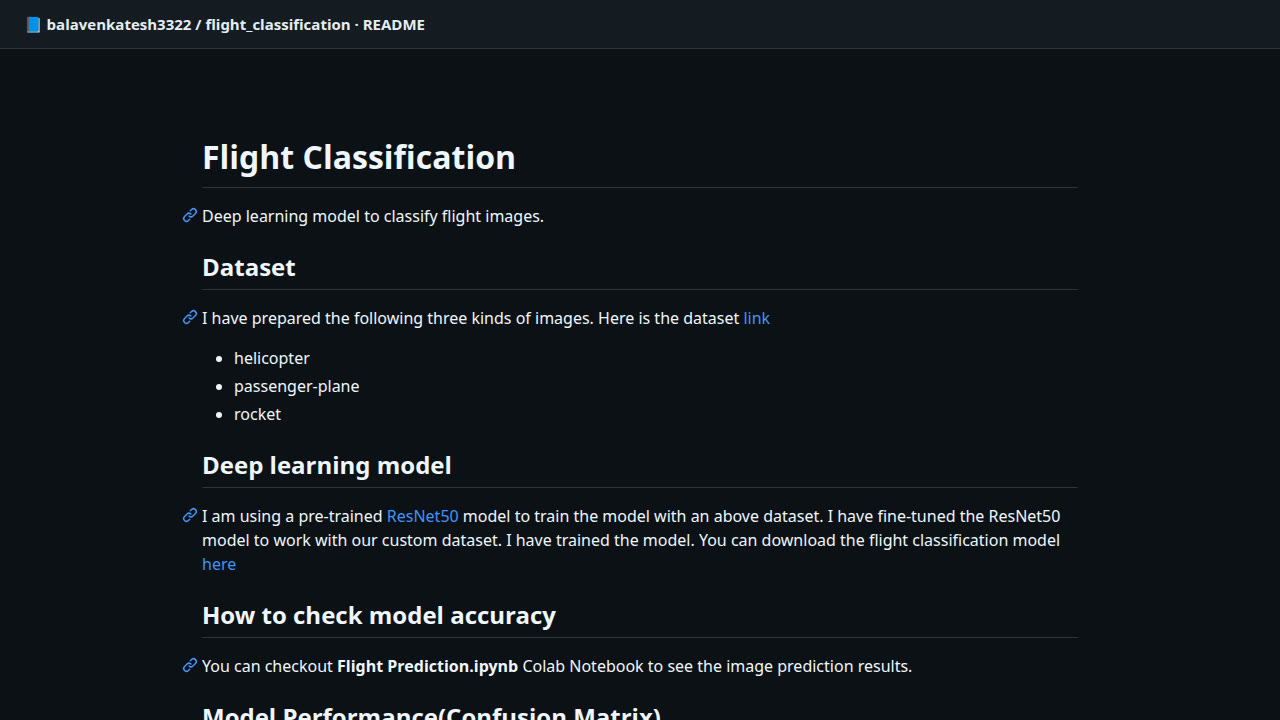 balavenkatesh3322 / flight_classification · README
Flight Classification
Deep learning model to classify flight images.
Dataset
I have prepared the following three kinds of images. Here is the dataset link
helicopter
passenger-plane
rocket
Deep learning model
I am using a pre-trained ResNet50 model to train the model with an above dataset. I have fine-tuned the ResNet50
model to work with our custom dataset. I have trained the model. You can download the flight classification model
here
How to check model accuracy
You can checkout Flight Prediction.ipynb Colab Notebook to see the image prediction results.
Model Performance(Confusion Matrix)